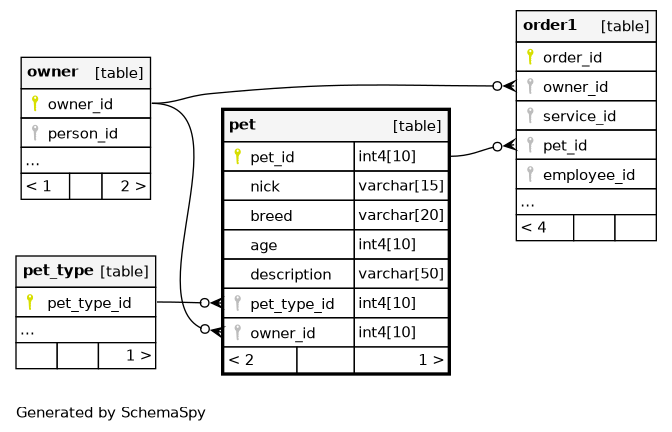 order1 [table]
order_id
owner_id
service_id
pet_id
employee_id
...
< 4
owner [table]
owner_id
person_id
...
< 1 2 >
pet [table]
pet_id int4[10]
nick varchar[15]
breed varchar[20]
age int4[10]
description varchar[50]
pet_type_id int4[10]
owner_id int4[10]
< 2 1 >
pet_type [table]
pet_type_id
...
1 >
Generated by SchemaSpy